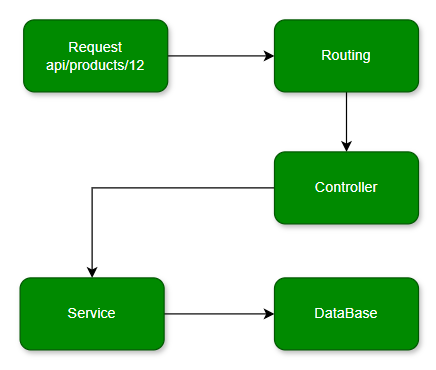 Request
api/products/12
Routing
Controller
Service
DataBase